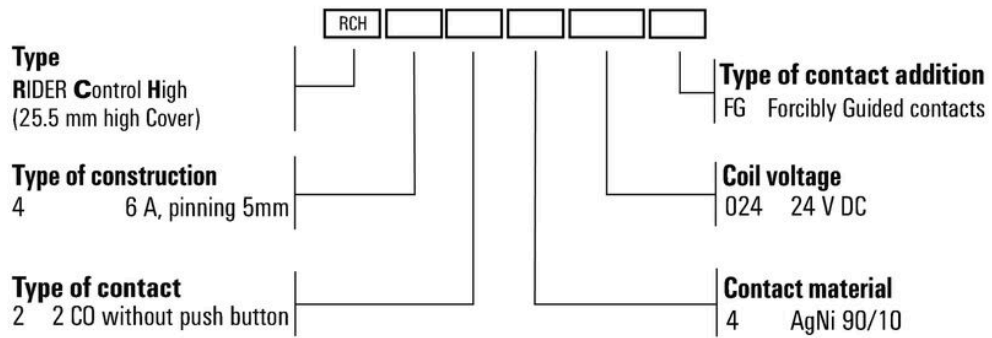 RCH
Type
RIDER Control High
(25.5 mm high Cover)
Type of contact addition
FG Forcibly Guided contacts
Type of construction
4 6 A, pinning 5mm
Coil voltage
024 24 V DC
Type of contact
2 2 CO without push button
Contact material
4 AgNi 90/10